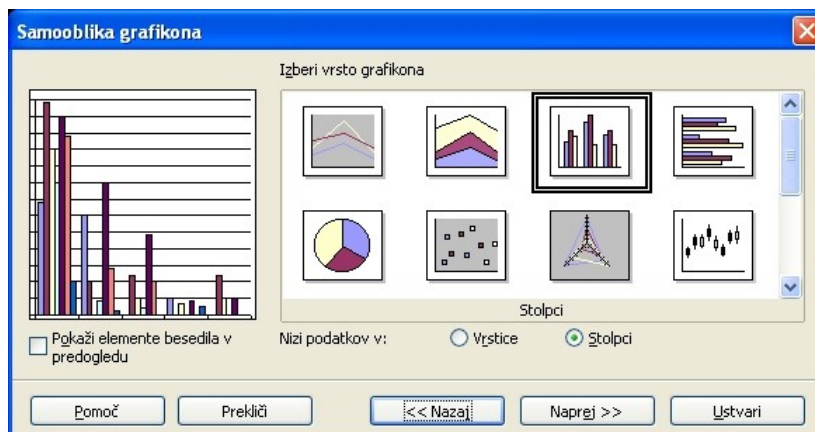 Samooblika grafikona
Izberi vrsto grafikona
Stolpci
Pokaži elemente besedila v
predogledu
Nizi podatkov v:
Vrstice
Stolpci
Pomoč
Prekliči
<< Nazaj
Naprej >>
Ustvari